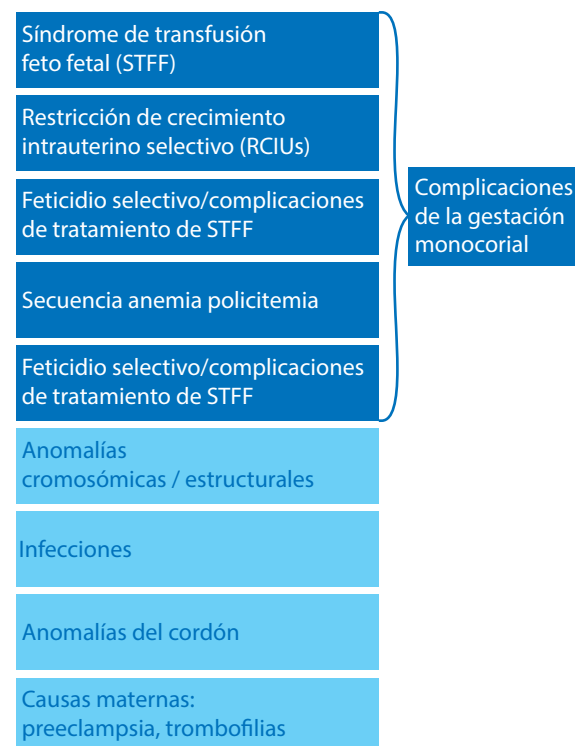 Síndrome de transfusión
feto fetal (STFF)
Restricción de crecimiento
intrauterino selectivo (RCIUs)
Feticidio selectivo/complicaciones
de tratamiento de STFF
Secuencia anemia policitemia
Feticidio selectivo/complicaciones
de tratamiento de STFF
Complicaciones
de la gestación
monocorial
Anomalías
cromosómicas / estructurales
Infecciones
Anomalías del cordón
Causas maternas:
preeclampsia, trombofilias